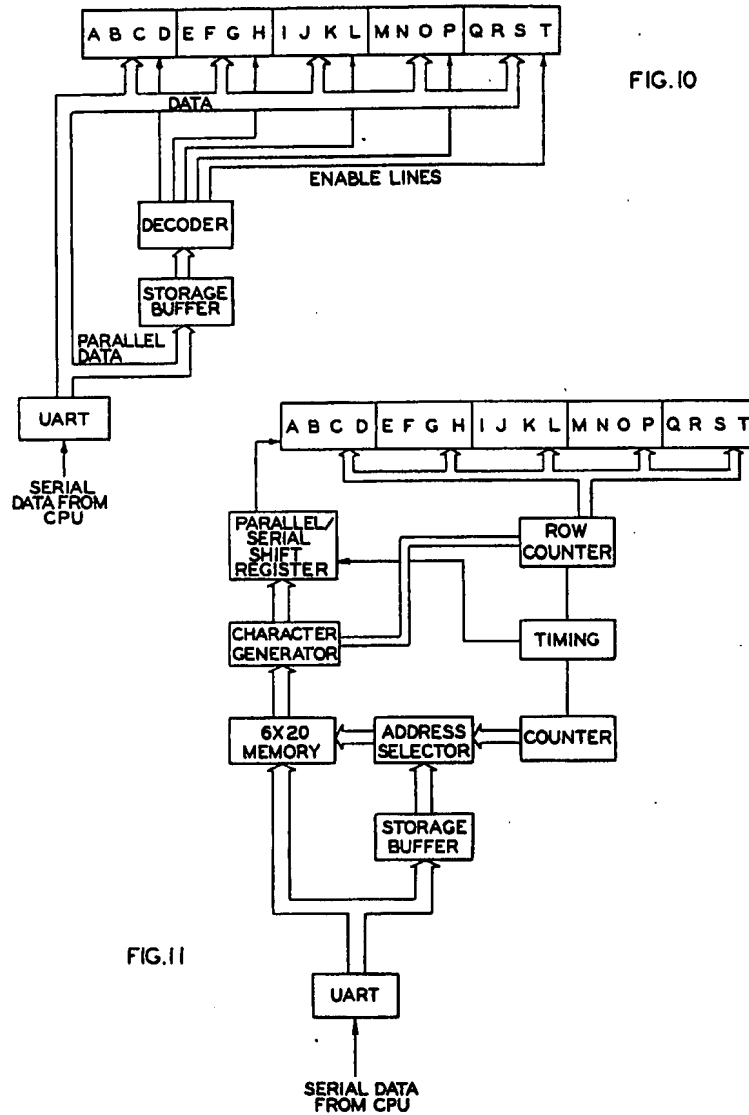 A B C D E F G H I J K L M N O P Q R S T
FIG.10
DATA
ENABLE LINES
DECODER
STORAGE
BUFFER
PARALLEL
DATA
UART
SERIAL
DATA FROM
CPU
A B C D E F G H I J K L M N O P Q R S T
PARALLEL/
SERIAL
SHIFT
REGISTER
ROW
COUNTER
CHARACTER
GENERATOR
TIMING
6X20
MEMORY
ADDRESS
SELECTOR
COUNTER
STORAGE
BUFFER
FIG.11
UART
SERIAL DATA
FROM CPU